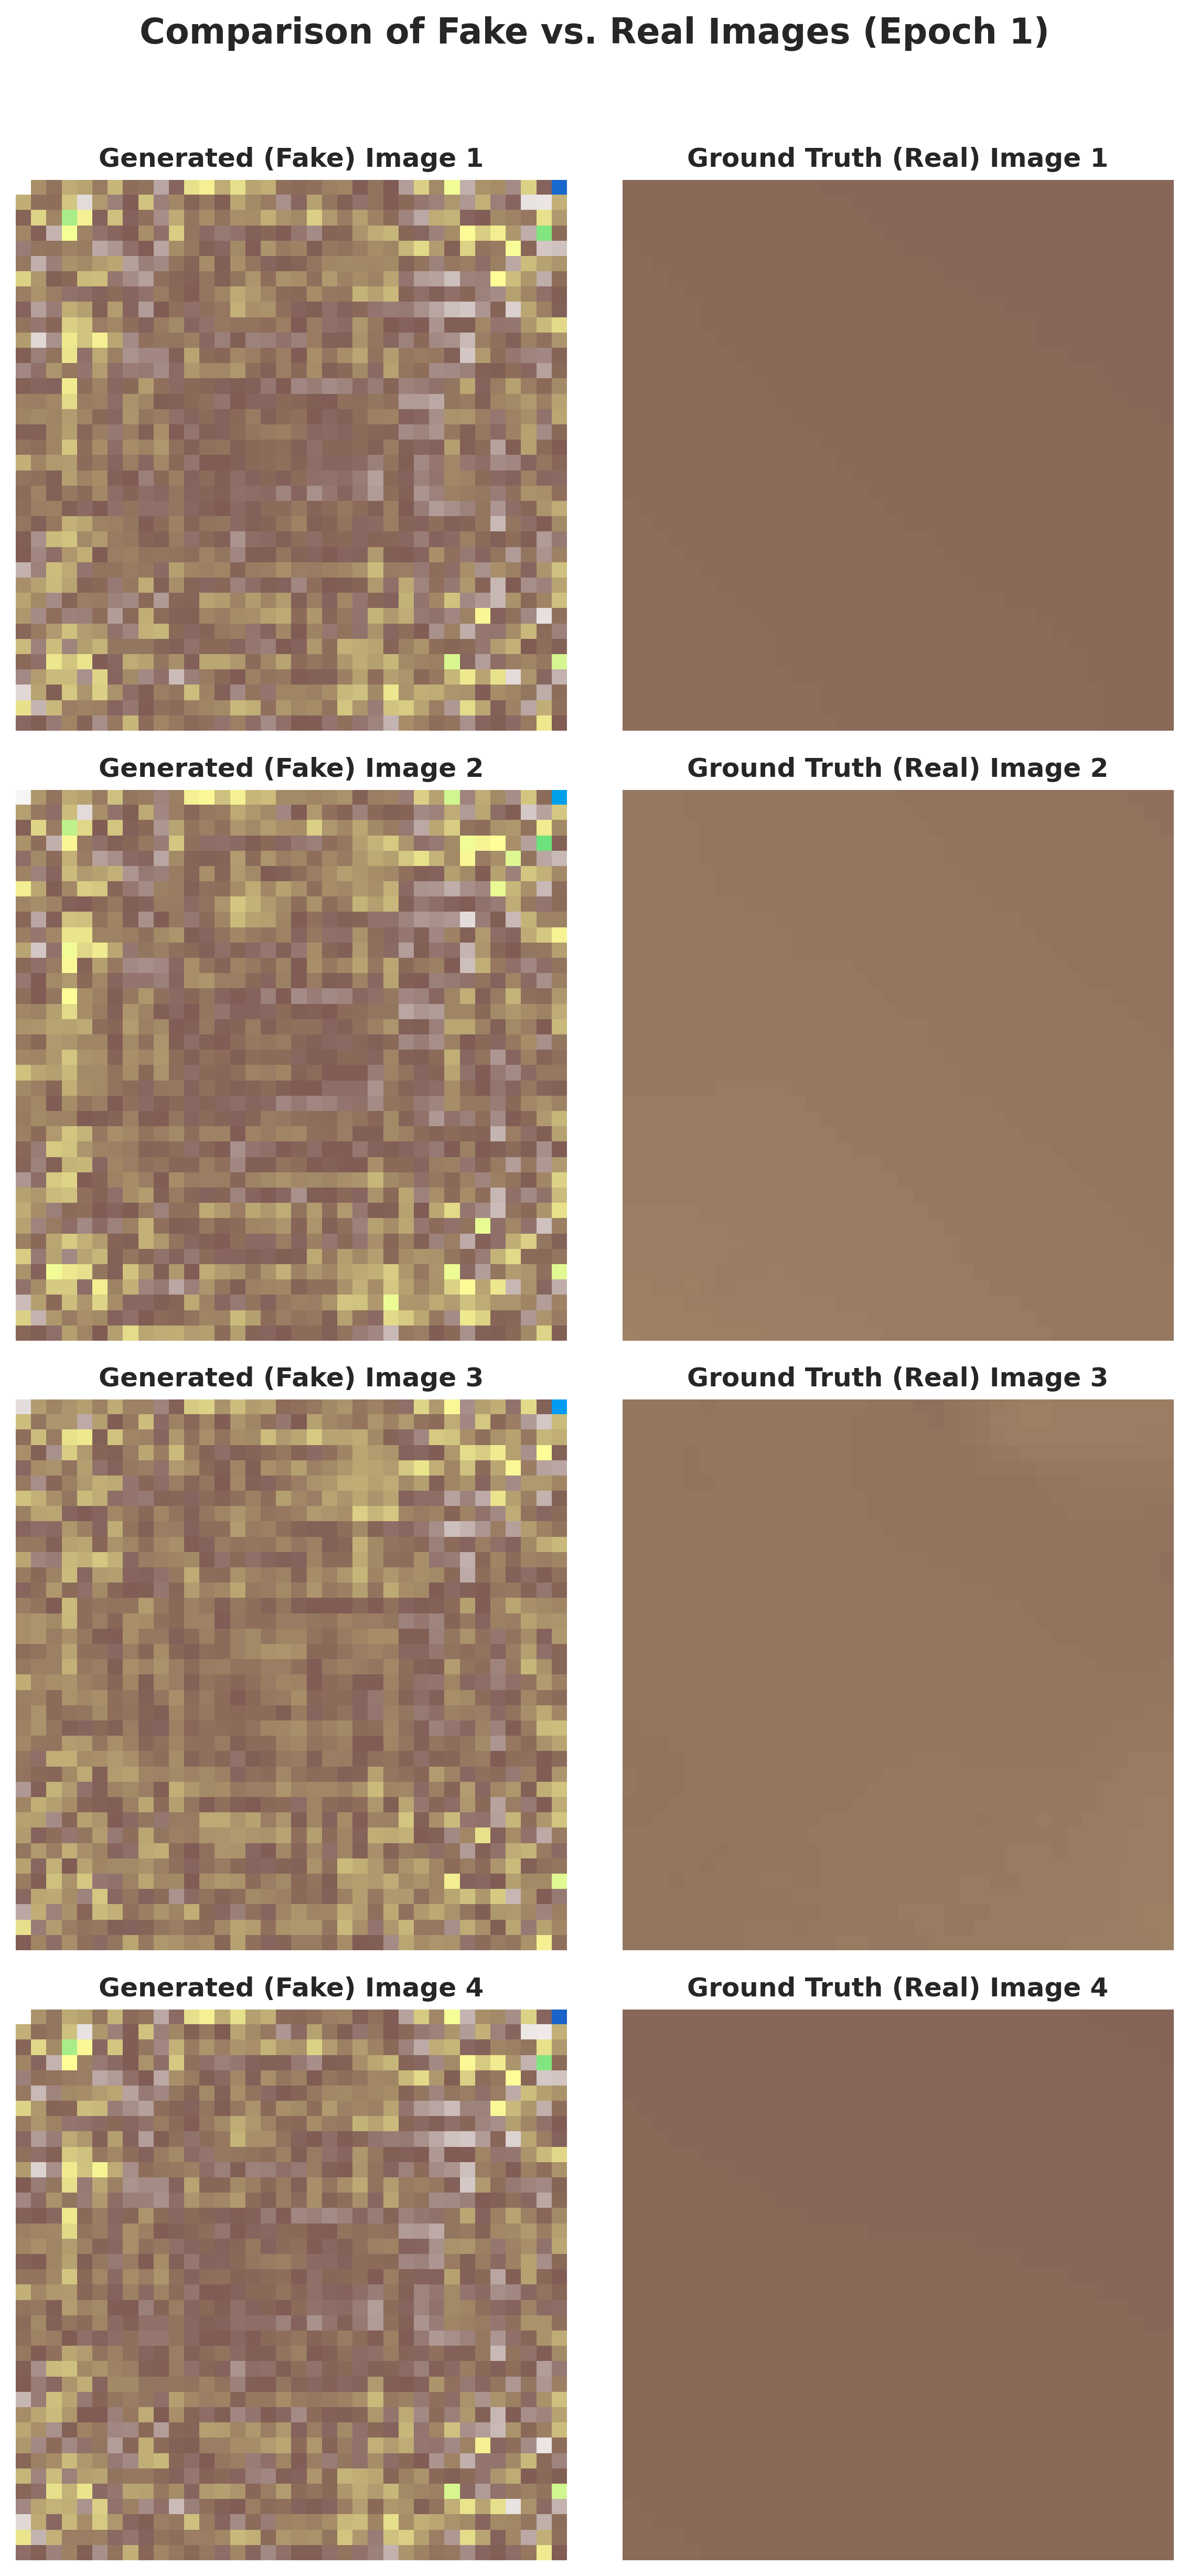 Comparison of Fake vs. Real Images (Epoch 1)
Generated (Fake) Image 1
Ground Truth (Real) Image 1
Generated (Fake) Image 2
Ground Truth (Real) Image 2
Generated (Fake) Image 3
Ground Truth (Real) Image 3
Generated (Fake) Image 4
Ground Truth (Real) Image 4